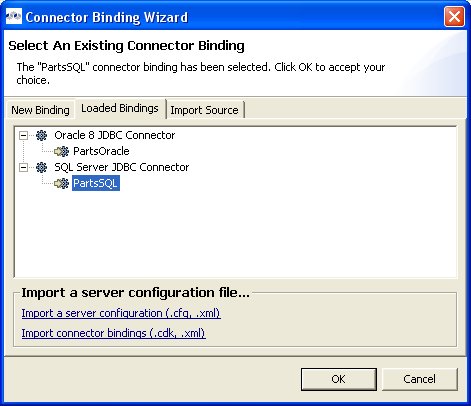 Connector Binding Wizard
Select An Existing Connector Binding
The "PartsSQL" connector binding has been selected. Click OK to accept your
choice.
New Binding Loaded Bindings Import Source
Oracle 8 JDBC Connector
PartsOracle
SQL Server JDBC Connector
PartsSQL
Import a server configuration file...
Import a server configuration (.cfg, .xml)
Import connector bindings (.cdk, .xml)
OK Cancel